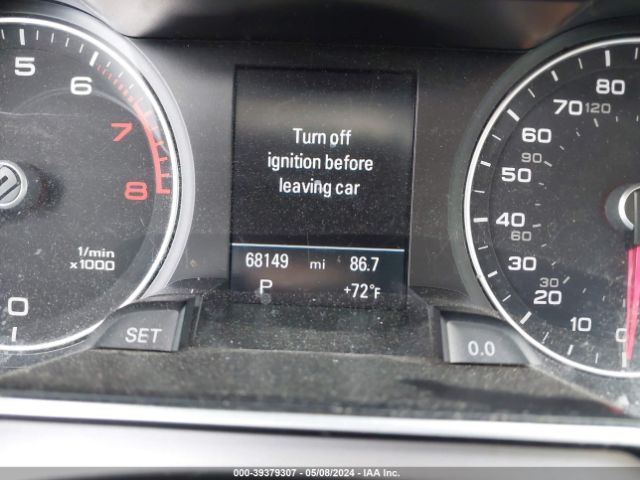 5 6 7 8
1/min
x1000
0
SET
Turn off
ignition before
leaving car
68149 mi 86.7
P +72°F
80
70 120
60
90
50
40
60
30
30
20
10
0
0.0
000-39379307 - 05/08/2024 - IAA Inc.